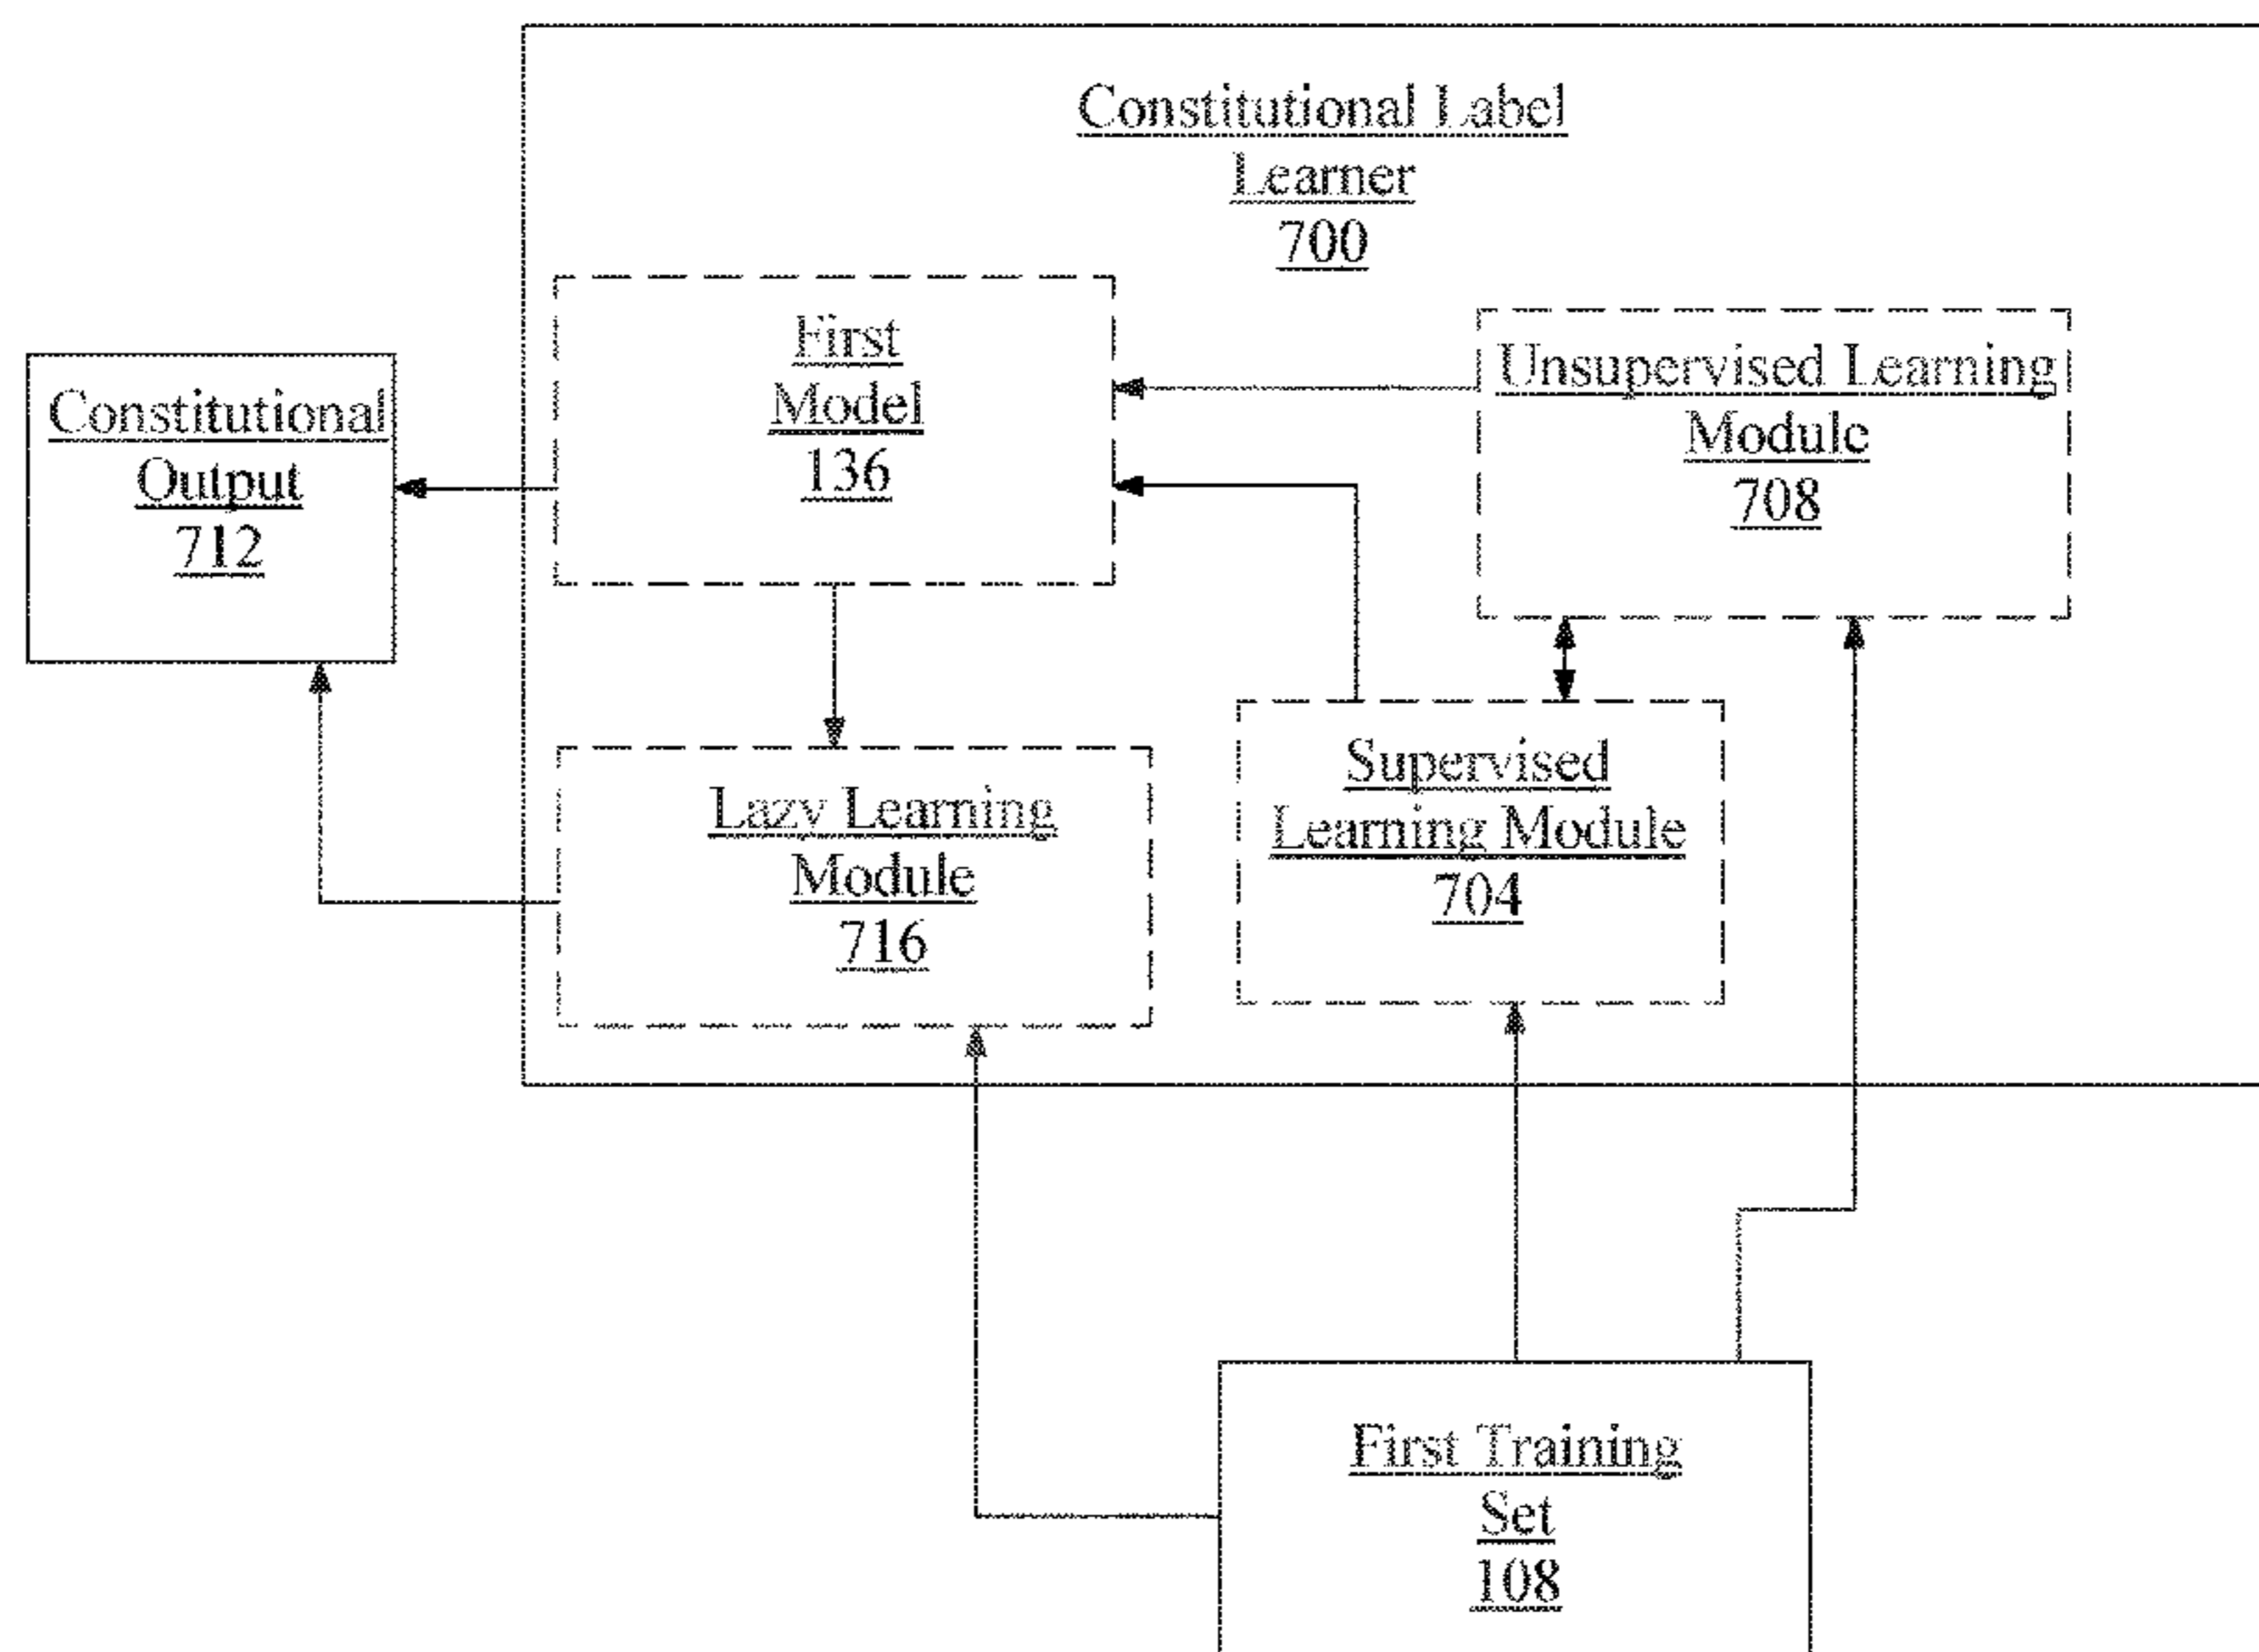 Constitutional Label
Learner
700
First
Model
136
Unsupervised Learning
Module
708
Constitutional
Output
712
Lazy Learning
Module
716
Supervised
Learning Module
704
First Training
Set
108